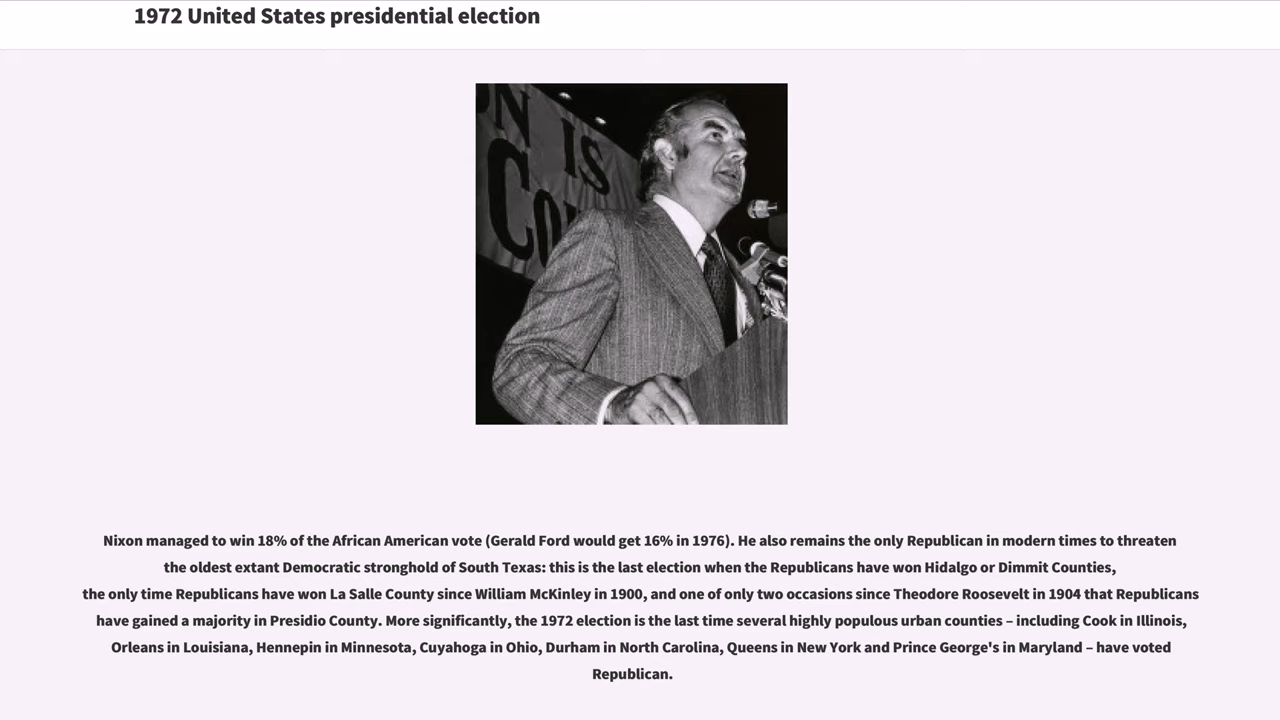 1972 United States presidential election
N IS
Nixon managed to win 18% of the African American vote (Gerald Ford would get 16% in 1976). He also remains the only Republican in modern times to threaten
the oldest extant Democratic stronghold of South Texas: this is the last election when the Republicans have won Hidalgo or Dimmit Counties,
the only time Republicans have won La Salle County since William McKinley in 1900, and one of only two occasions since Theodore Roosevelt in 1904 that Republicans
have gained a majority in Presidio County. More significantly, the 1972 election is the last time several highly populous urban counties – including Cook in Illinois,
Orleans in Louisiana, Hennepin in Minnesota, Cuyahoga in Ohio, Durham in North Carolina, Queens in New York and Prince George's in Maryland – have voted
Republican.